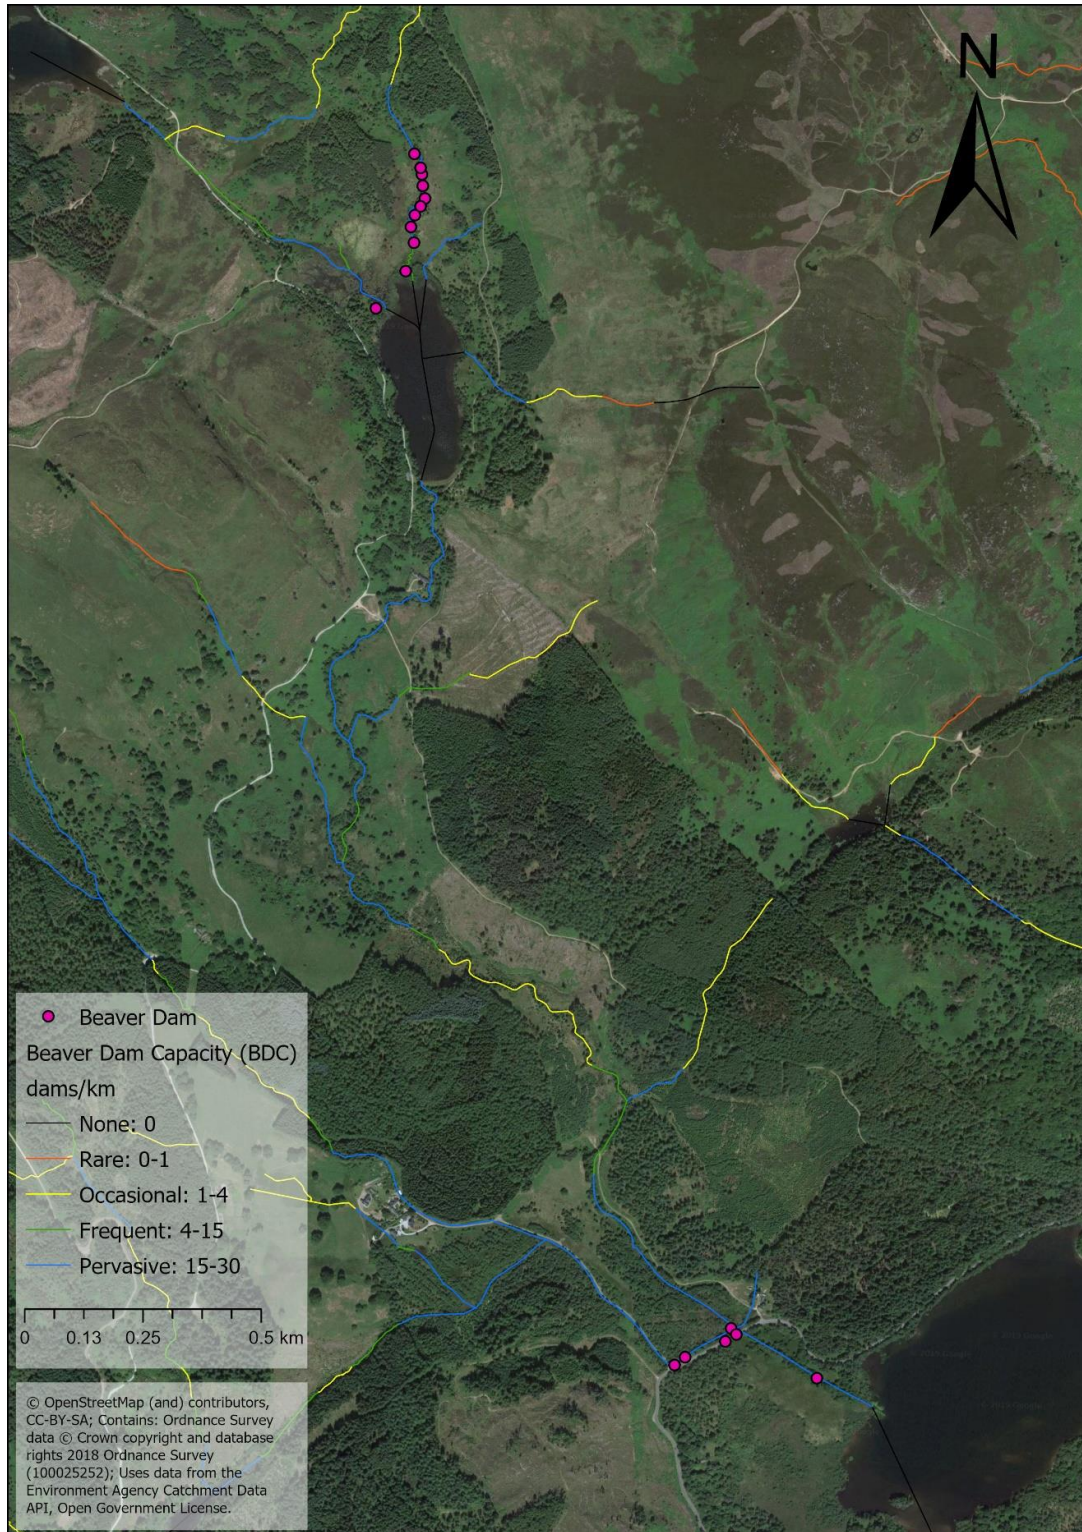 N
Beaver Dam
Beaver Dam Capacity (BDC)
dams/km
None: 0
Rare: 0-1
Occasional: 1-4
Frequent: 4-15
Pervasive: 15-30
0 0.13 0.25 0.5 km
© OpenStreetMap (and) contributors,
CC-BY-SA; Contains: Ordnance Survey
data © Crown copyright and database
rights 2018 Ordnance Survey
(100025252); Uses data from the
Environment Agency Catchment Data
API, Open Government License.